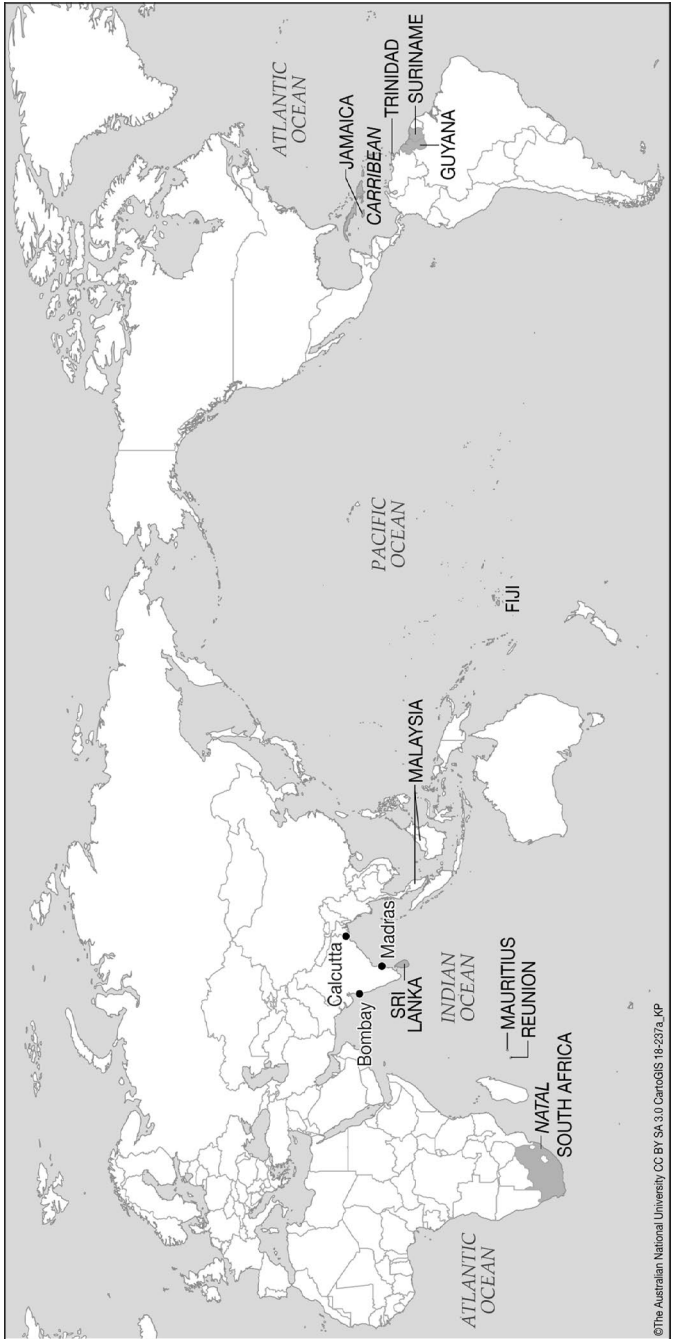 ATLANTIC
OCEAN
JAMAICA
CARRIBEAN
TRINIDAD
SURINAME
GUYANA
PACIFIC
OCEAN
FIJI
MALAYSIA
Calcutta
Madras
Bombay
SRI
LANKA
INDIAN
OCEAN
MAURITIUS
REUNION
NATAL
SOUTH AFRICA
ATLANTIC
OCEAN
©The Australian National University CC BY SA 3.0 CartoGIS 18-237a_KP